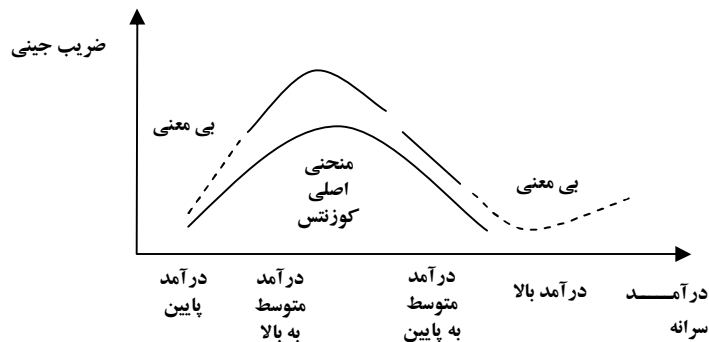 ضریب جینی
بی معنی
منحنی
اصلی
کوزنتس
بی معنی
درآمد
پایین
درآمد
متوسط
به بالا
درآمد
متوسط
به پایین
درآمد بالا
درآمــــد
سرانه